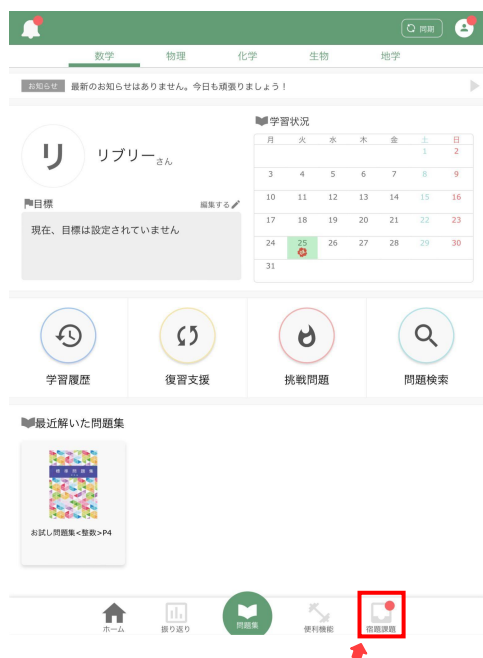 同期
数学 物理 化学 生物 地学
お知らせ 最新のお知らせはありません。今日も頑張りましょう！
リ リブリーさん
目標 編集する
現在、目標は設定されていません
学習状況
月 火 水 木 金 土 日
1 2
3 4 5 6 7 8 9
10 11 12 13 14 15 16
17 18 19 20 21 22 23
24 25 26 27 28 29 30
31
学習履歴 復習支援 挑戦問題 問題検索
最近解いた問題集
標準問題集
お試し問題集<整数>P4
ホーム 振り返り 問題集 便利機能 宿題課題